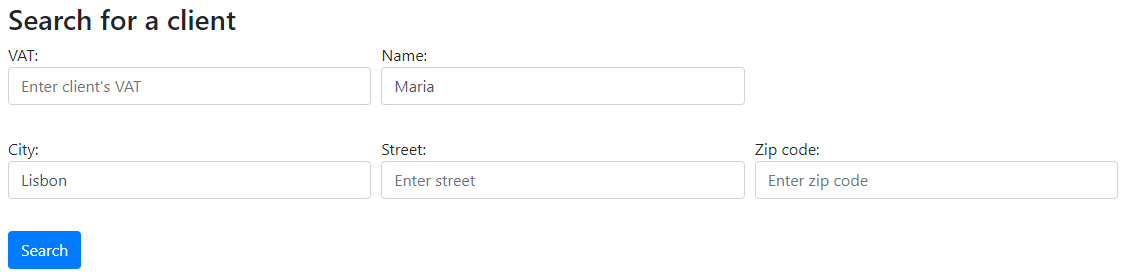 Search for a client
VAT: Name:
Enter client's VAT Maria
City: Street: Zip code:
Lisbon Enter street Enter zip code
Search